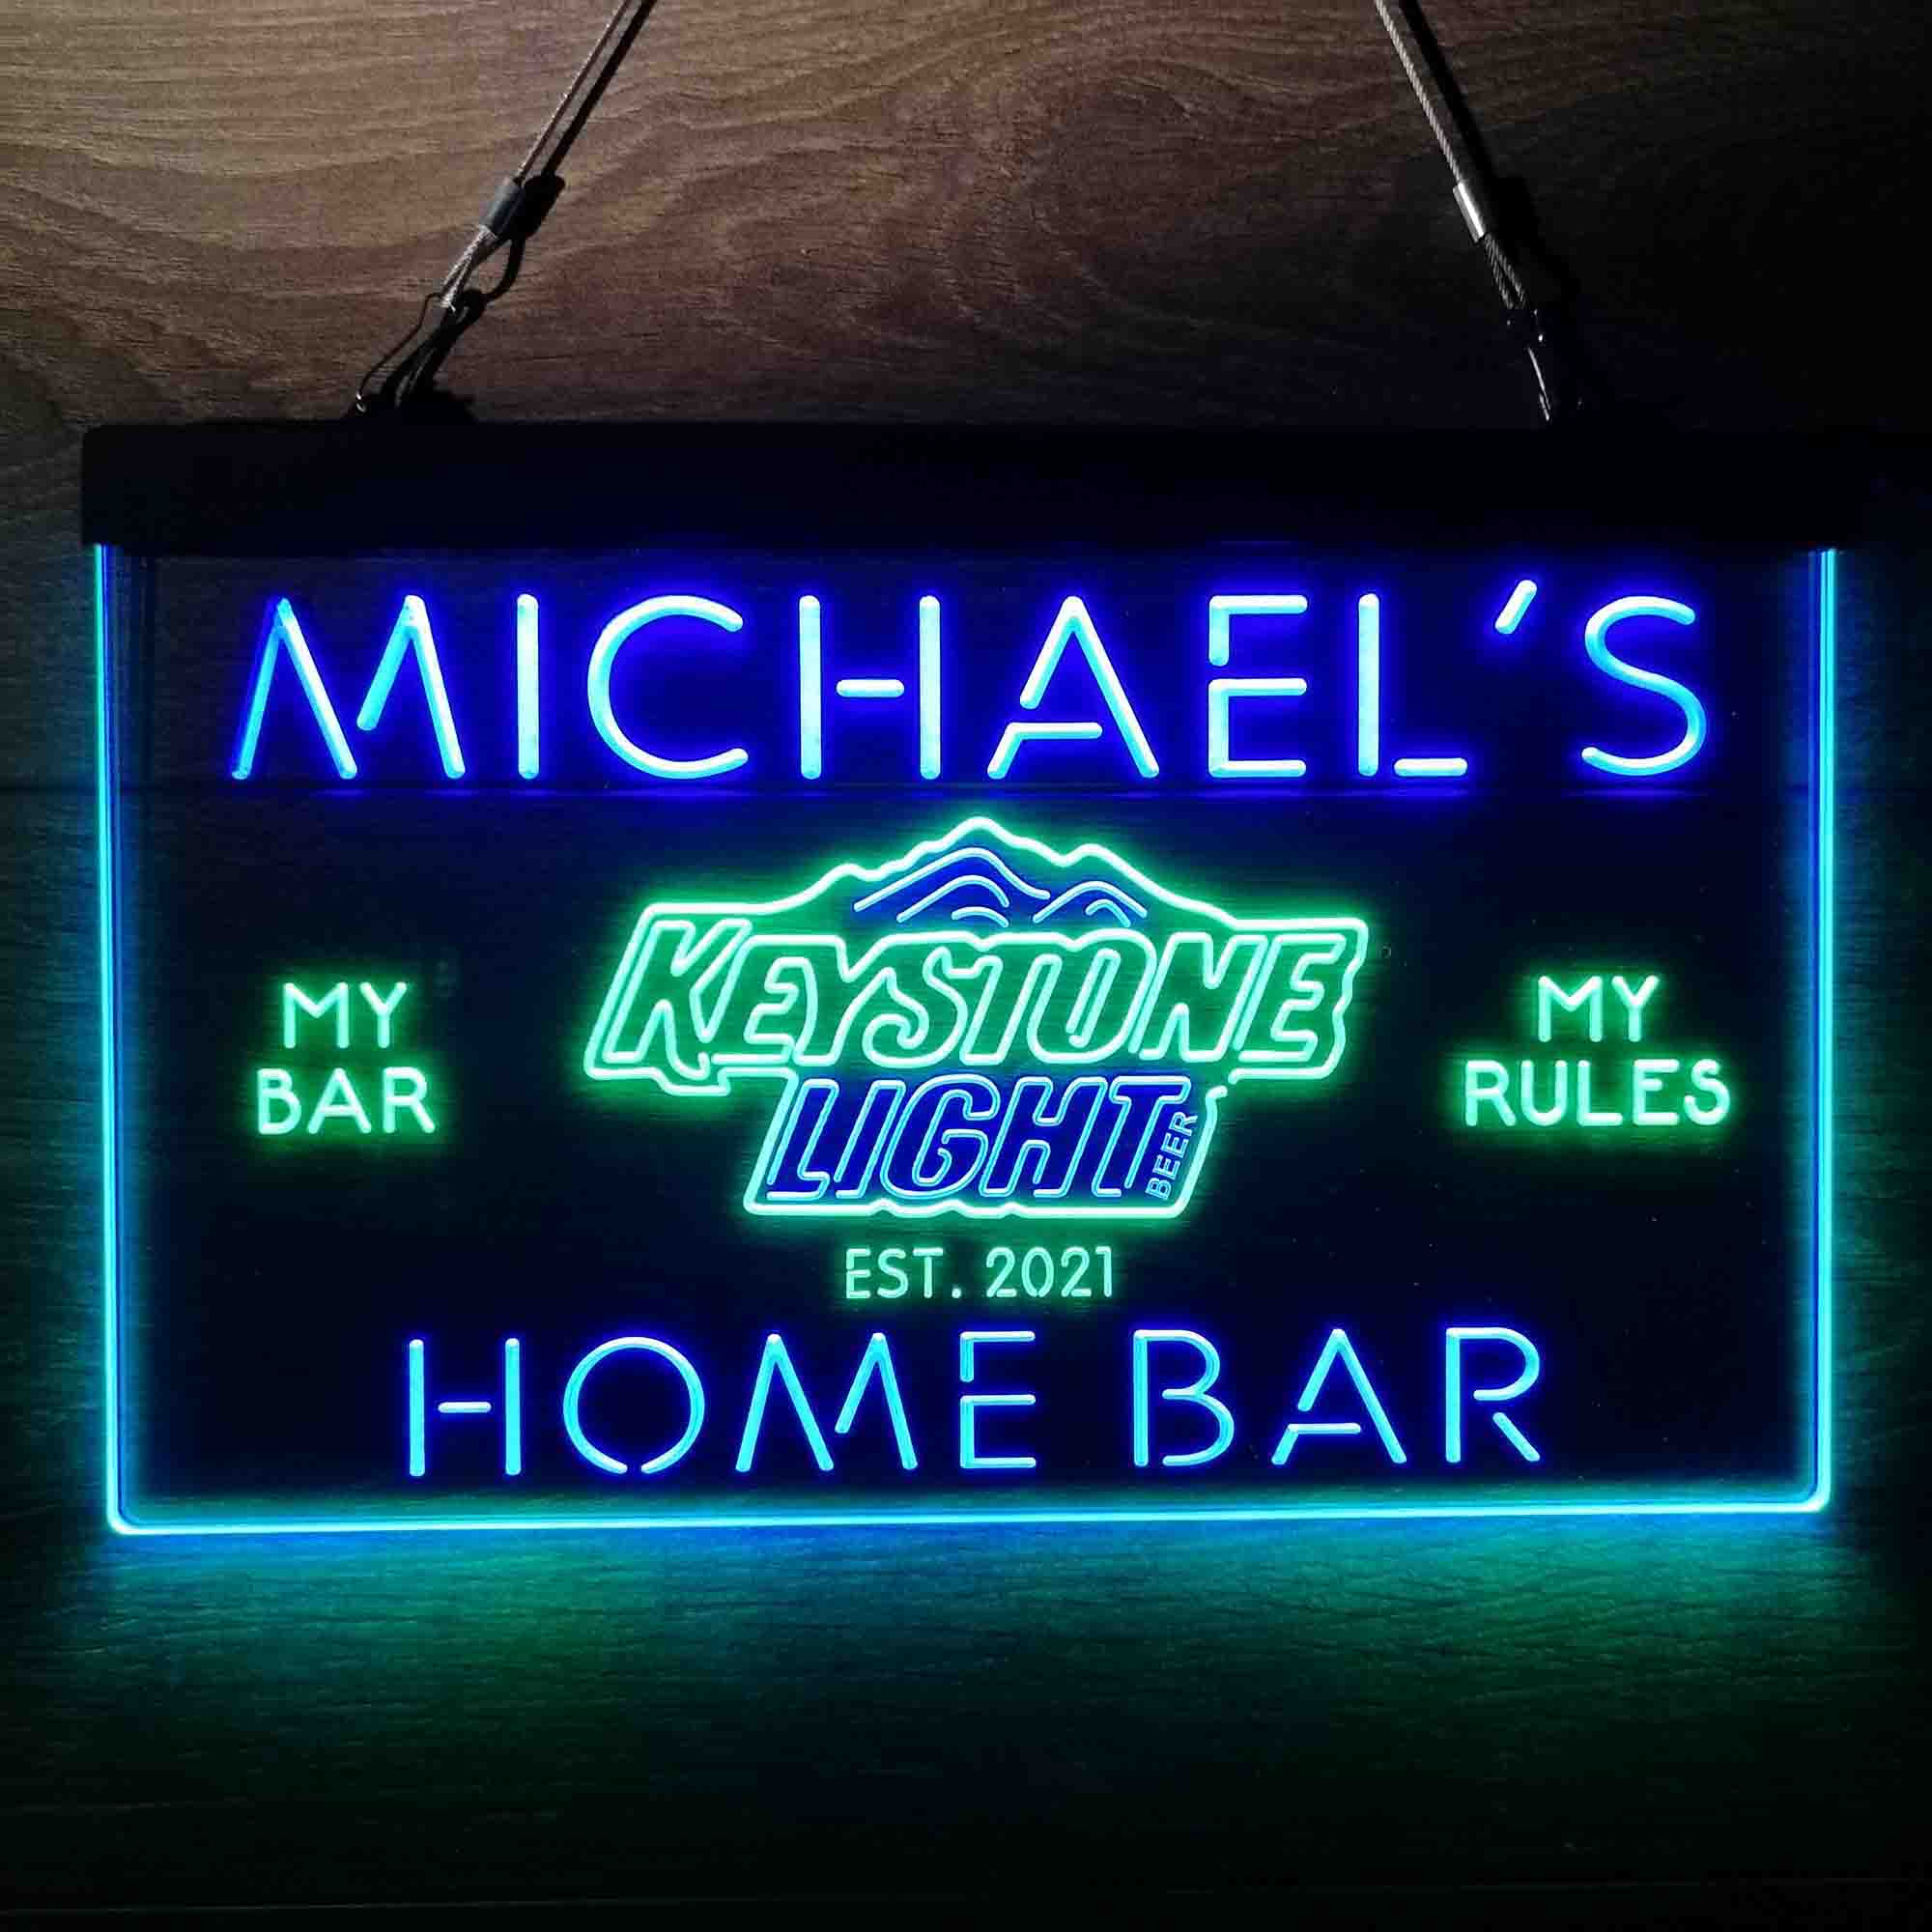 MICHAEL'S
KEYSTONE
LIGHT
BEER
MY
BAR
MY
RULES
EST. 2021
HOME BAR